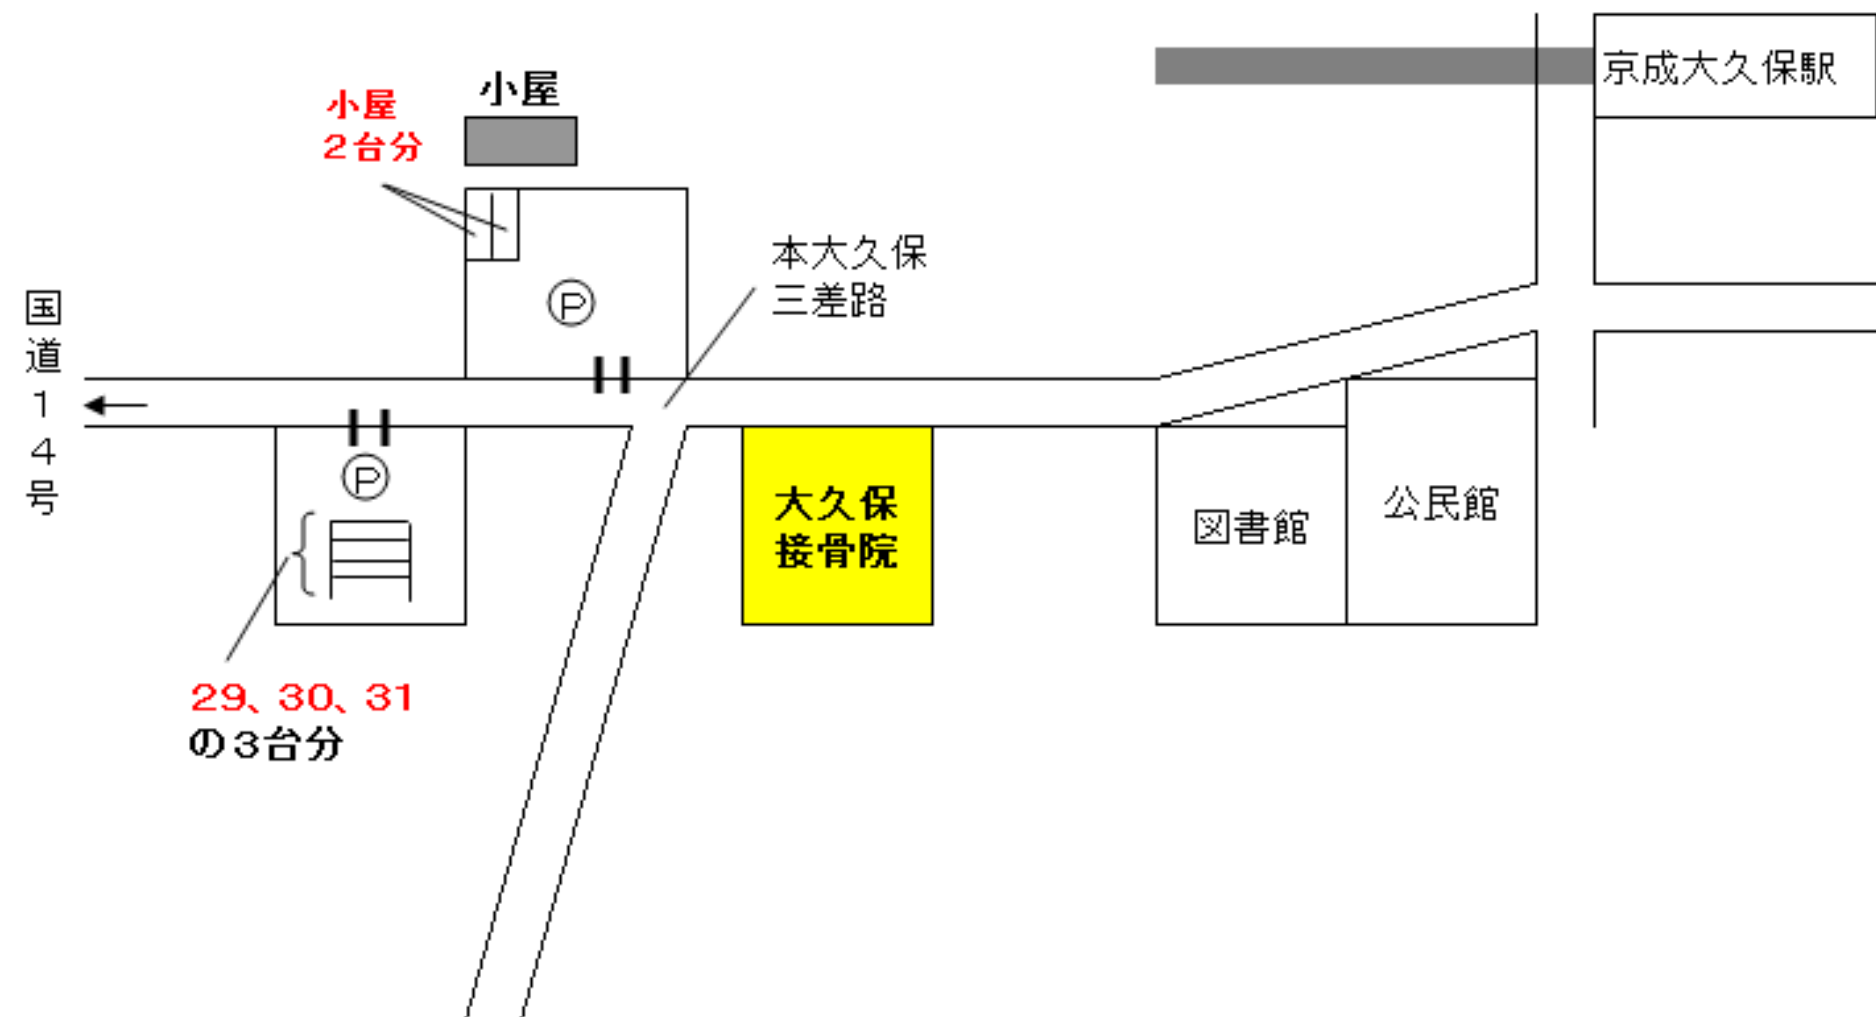 京成大久保駅
小屋
小屋
2台分
本大久保
三差路
Ⓟ
国道14号
Ⓟ
大久保
接骨院
図書館
公民館
29、30、31
の3台分